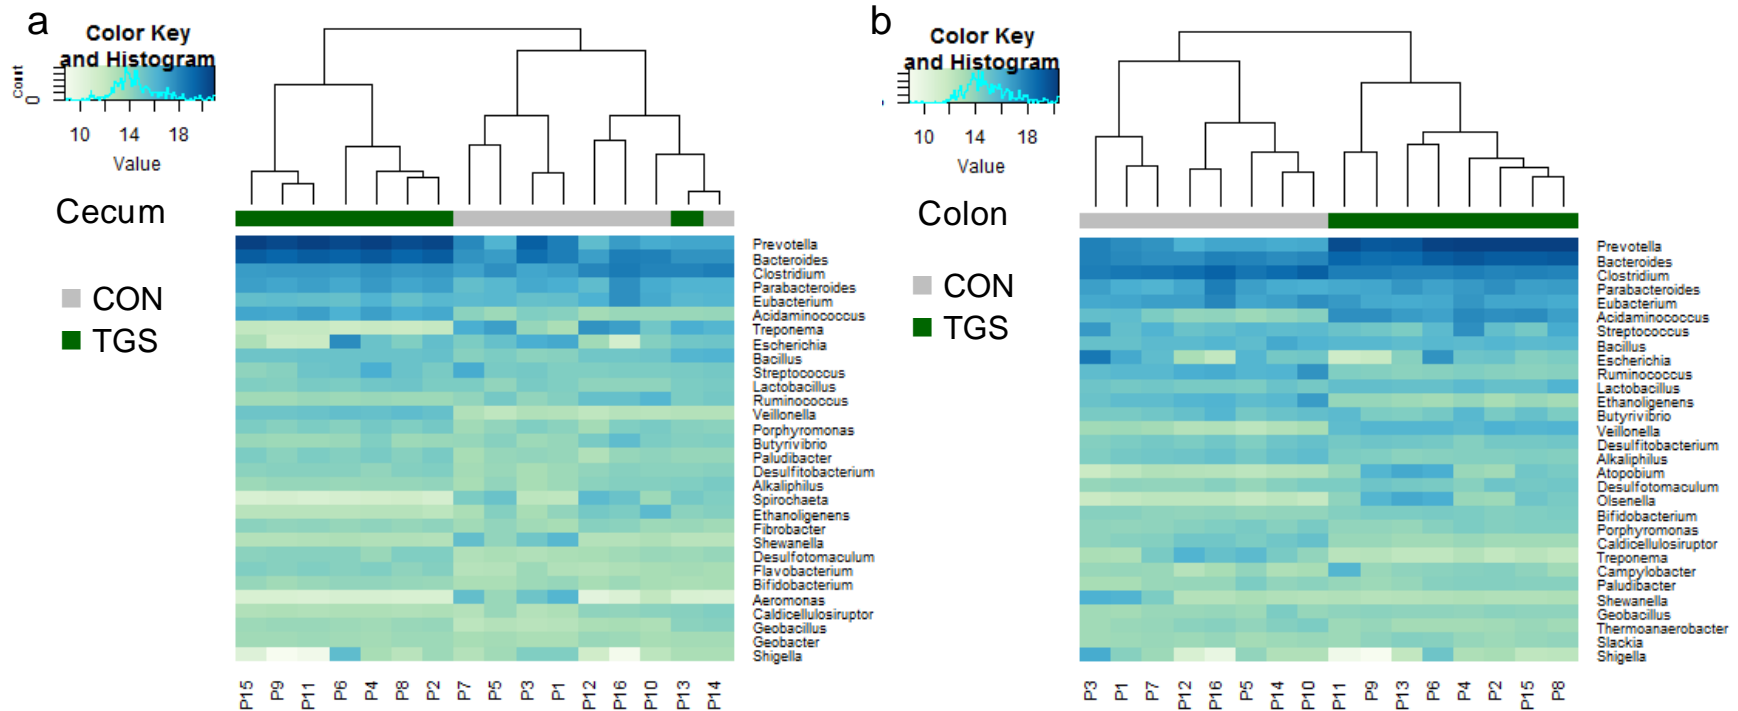 a
Color Key
and Histogram
Count
0
10 14 18
Value
Cecum
CON
TGS
Prevotella
Bacteroides
Clostridium
Parabacteroides
Eubacterium
Acidaminococcus
Treponema
Escherichia
Bacillus
Streptococcus
Lactobacillus
Ruminococcus
Veillonella
Porphyromonas
Butyrivibrio
Paludibacter
Desulfitobacterium
Alkaliphilus
Spirochaeta
Ethanoligenens
Fibrobacter
Shewanella
Desulfotomaculum
Flavobacterium
Bifidobacterium
Aeromonas
Caldicellulosiruptor
Geobacillus
Geobacter
Shigella
P15 P9 P11 P6 P4 P8 P2 P7 P5 P3 P1 P12 P16 P10 P13 P14
b
Color Key
and Histogram
10 14 18
Value
Colon
CON
TGS
Prevotella
Bacteroides
Clostridium
Parabacteroides
Eubacterium
Acidaminococcus
Streptococcus
Bacillus
Escherichia
Ruminococcus
Lactobacillus
Ethanoligenens
Butyrivibrio
Veillonella
Desulfitobacterium
Alkaliphilus
Atopobium
Desulfotomaculum
Olsenella
Bifidobacterium
Porphyromonas
Caldicellulosiruptor
Treponema
Campylobacter
Paludibacter
Shewanella
Geobacillus
Thermoanaerobacter
Slackia
Shigella
P3 P1 P7 P12 P16 P5 P14 P10 P11 P9 P13 P6 P4 P2 P15 P8